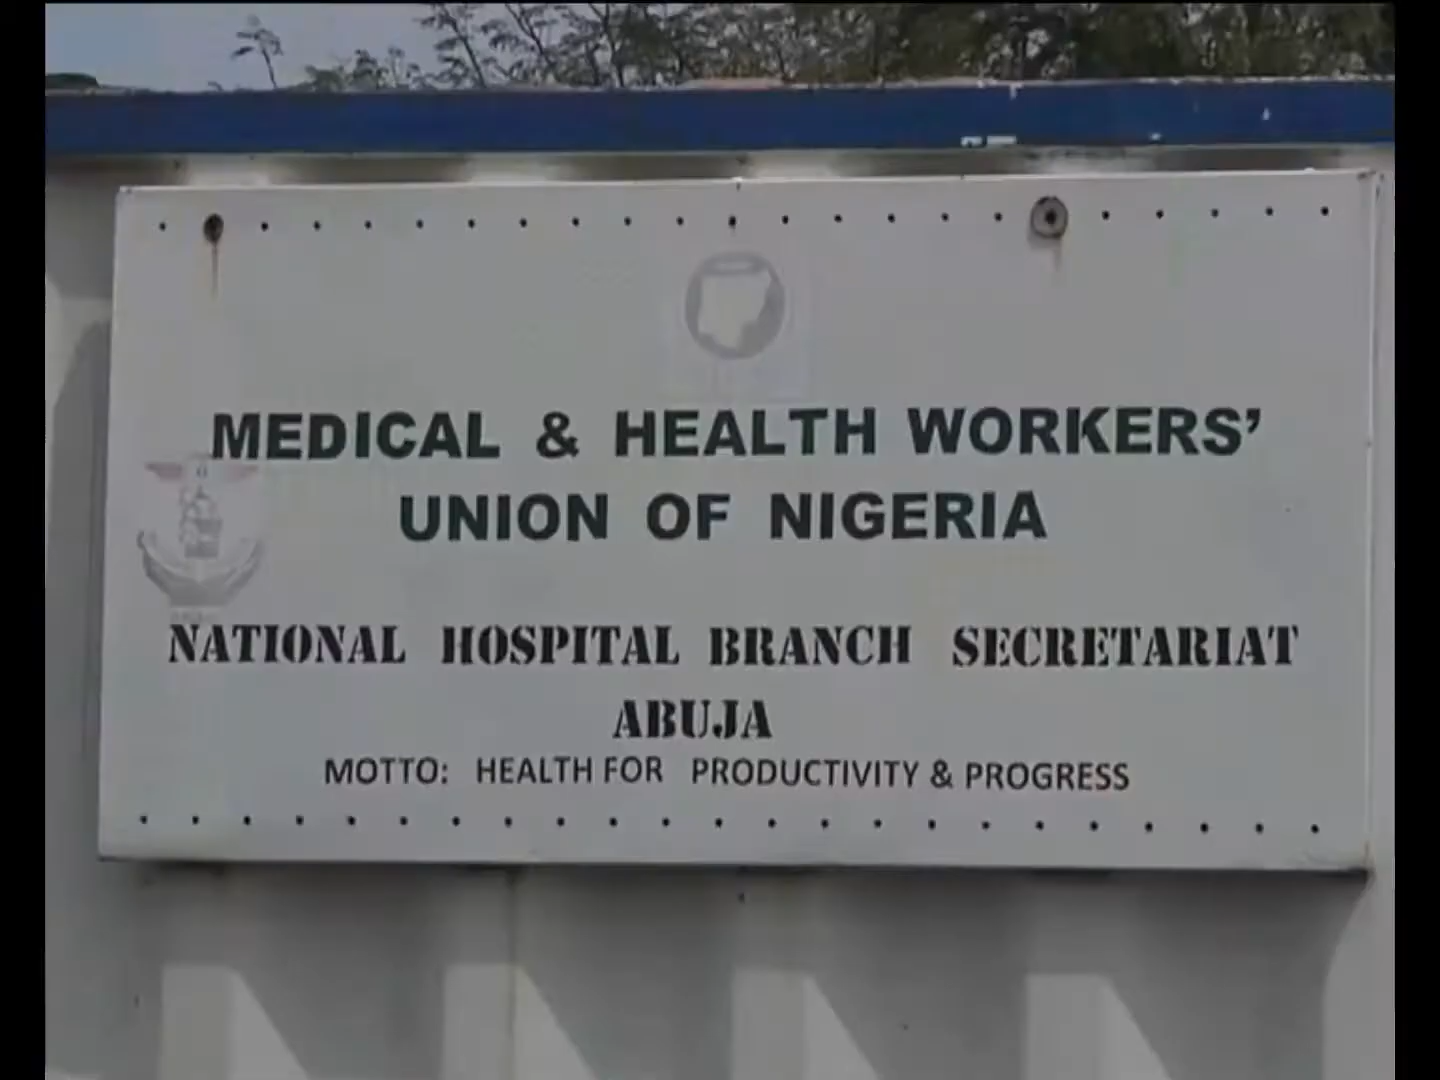 MEDICAL & HEALTH WORKERS'
UNION OF NIGERIA
NATIONAL HOSPITAL BRANCH SECRETARIAT
ABUJA
MOTTO: HEALTH FOR PRODUCTIVITY & PROGRESS